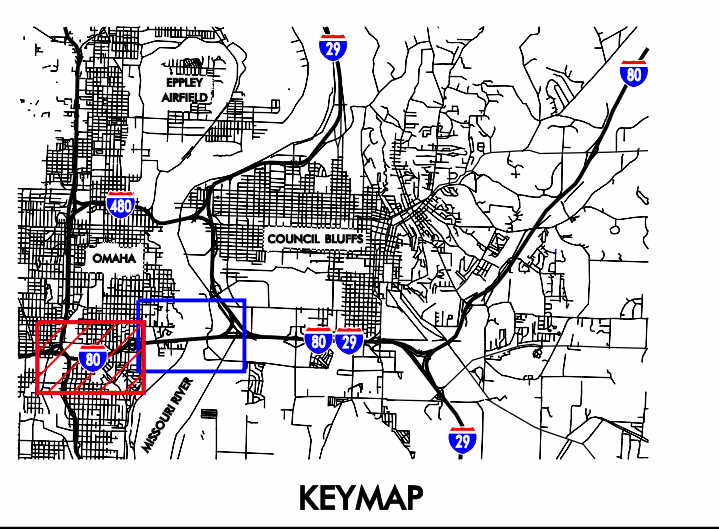 29
80
EPPLEY
AIRFIELD
480
COUNCIL BLUFFS
OMAHA
80
29
80
MISSOURI RIVER
29
KEYMAP